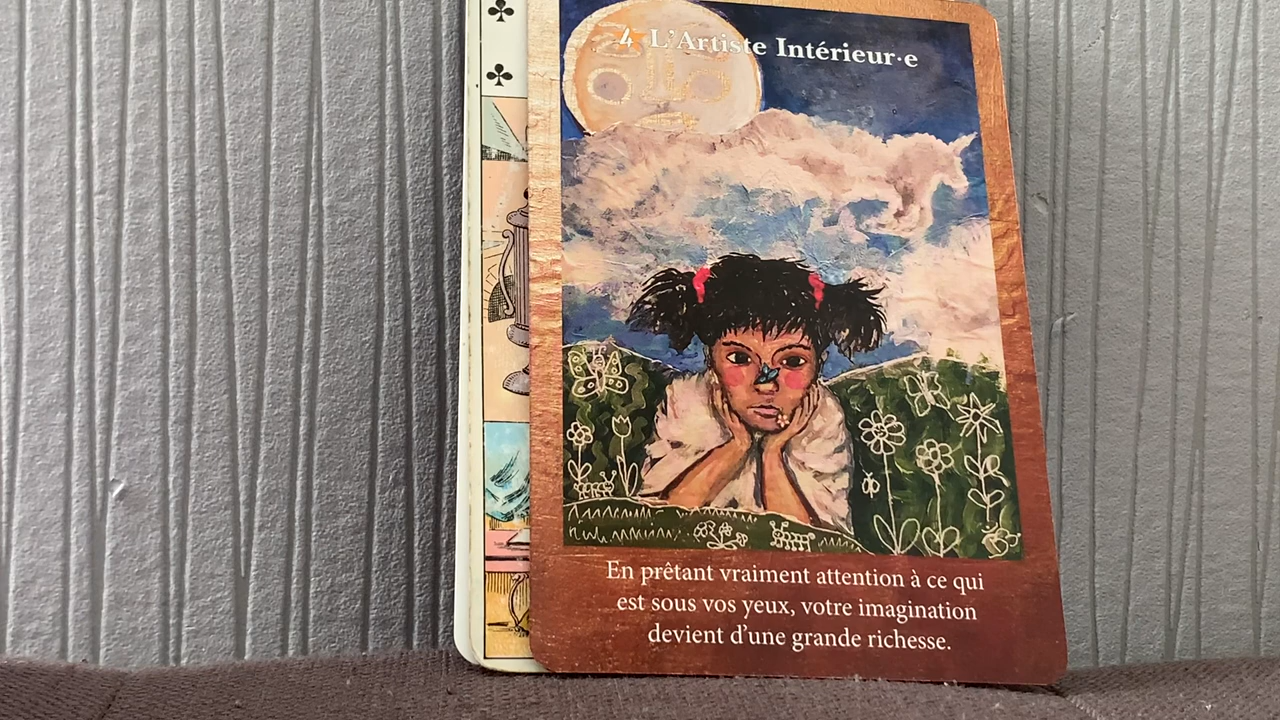 4 L'Artiste Intérieur·e
En prêtant vraiment attention à ce qui
est sous vos yeux, votre imagination
devient d'une grande richesse.